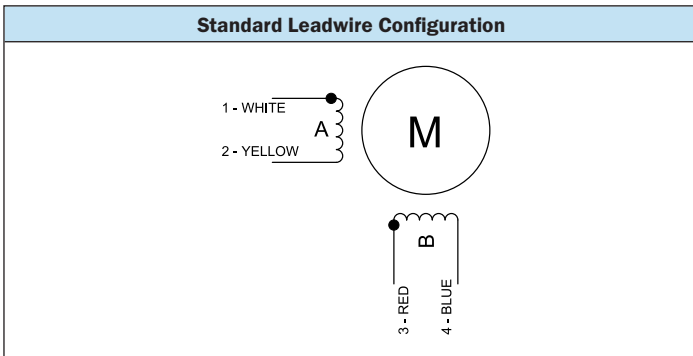 Standard Leadwire Configuration
1 - WHITE
A
2 - YELLOW
M
B
3 - RED
4 - BLUE